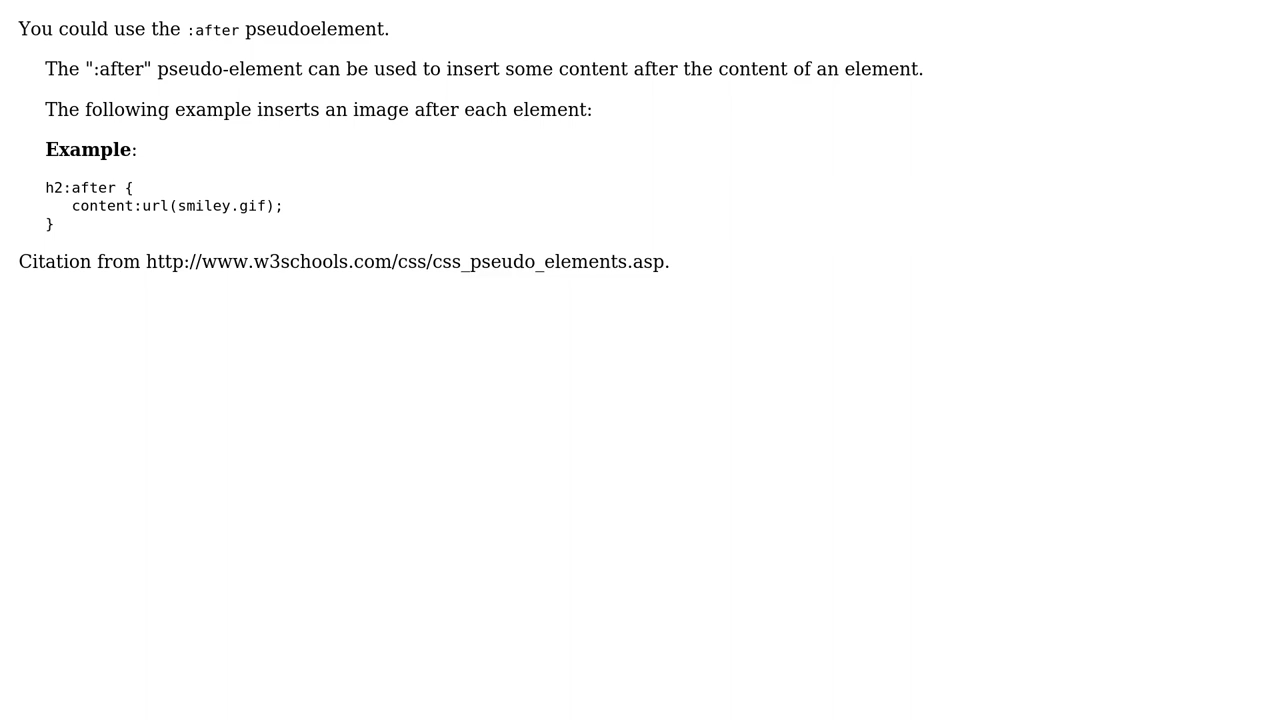 You could use the :after pseudoelement.
The ":after" pseudo-element can be used to insert some content after the content of an element.
The following example inserts an image after each element:
Example:
h2:after {
   content:url(smiley.gif);
}
Citation from http://www.w3schools.com/css/css_pseudo_elements.asp.